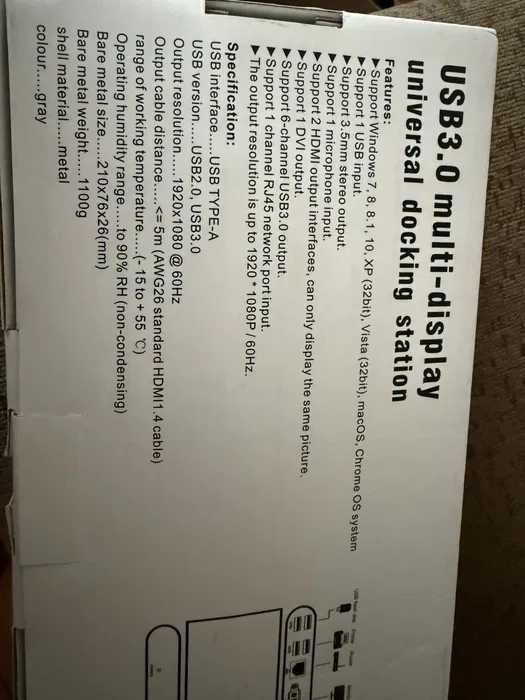 USB3.0 multi-display
universal docking station
Features:
►Support Windows 7, 8, 8.1, 10, XP (32bit), Vista (32bit), macOS, Chrome OS system
►Support 1 USB input.
►Support 3.5mm stereo output.
►Support 1 microphone input.
►Support 2 HDMI output interfaces, can only display the same picture.
►Support 1 DVI output.
►Support 6-channel USB3.0 output.
►Support 1 channel RJ45 network port input.
►The output resolution is up to 1920 * 1080P / 60Hz.
Specification:
USB interface......USB TYPE-A
USB version......USB2.0, USB3.0
Output resolution......1920x1080 @ 60Hz
Output cable distance......<= 5m (AWG26 standard HDMI1.4 cable)
range of working temperature......(- 15 to + 55 ℃)
Operating humidity range......to 90% RH (non-condensing)
Bare metal size......210x76x26(mm)
Bare metal weight......1100g
shell material......metal
colour......gray